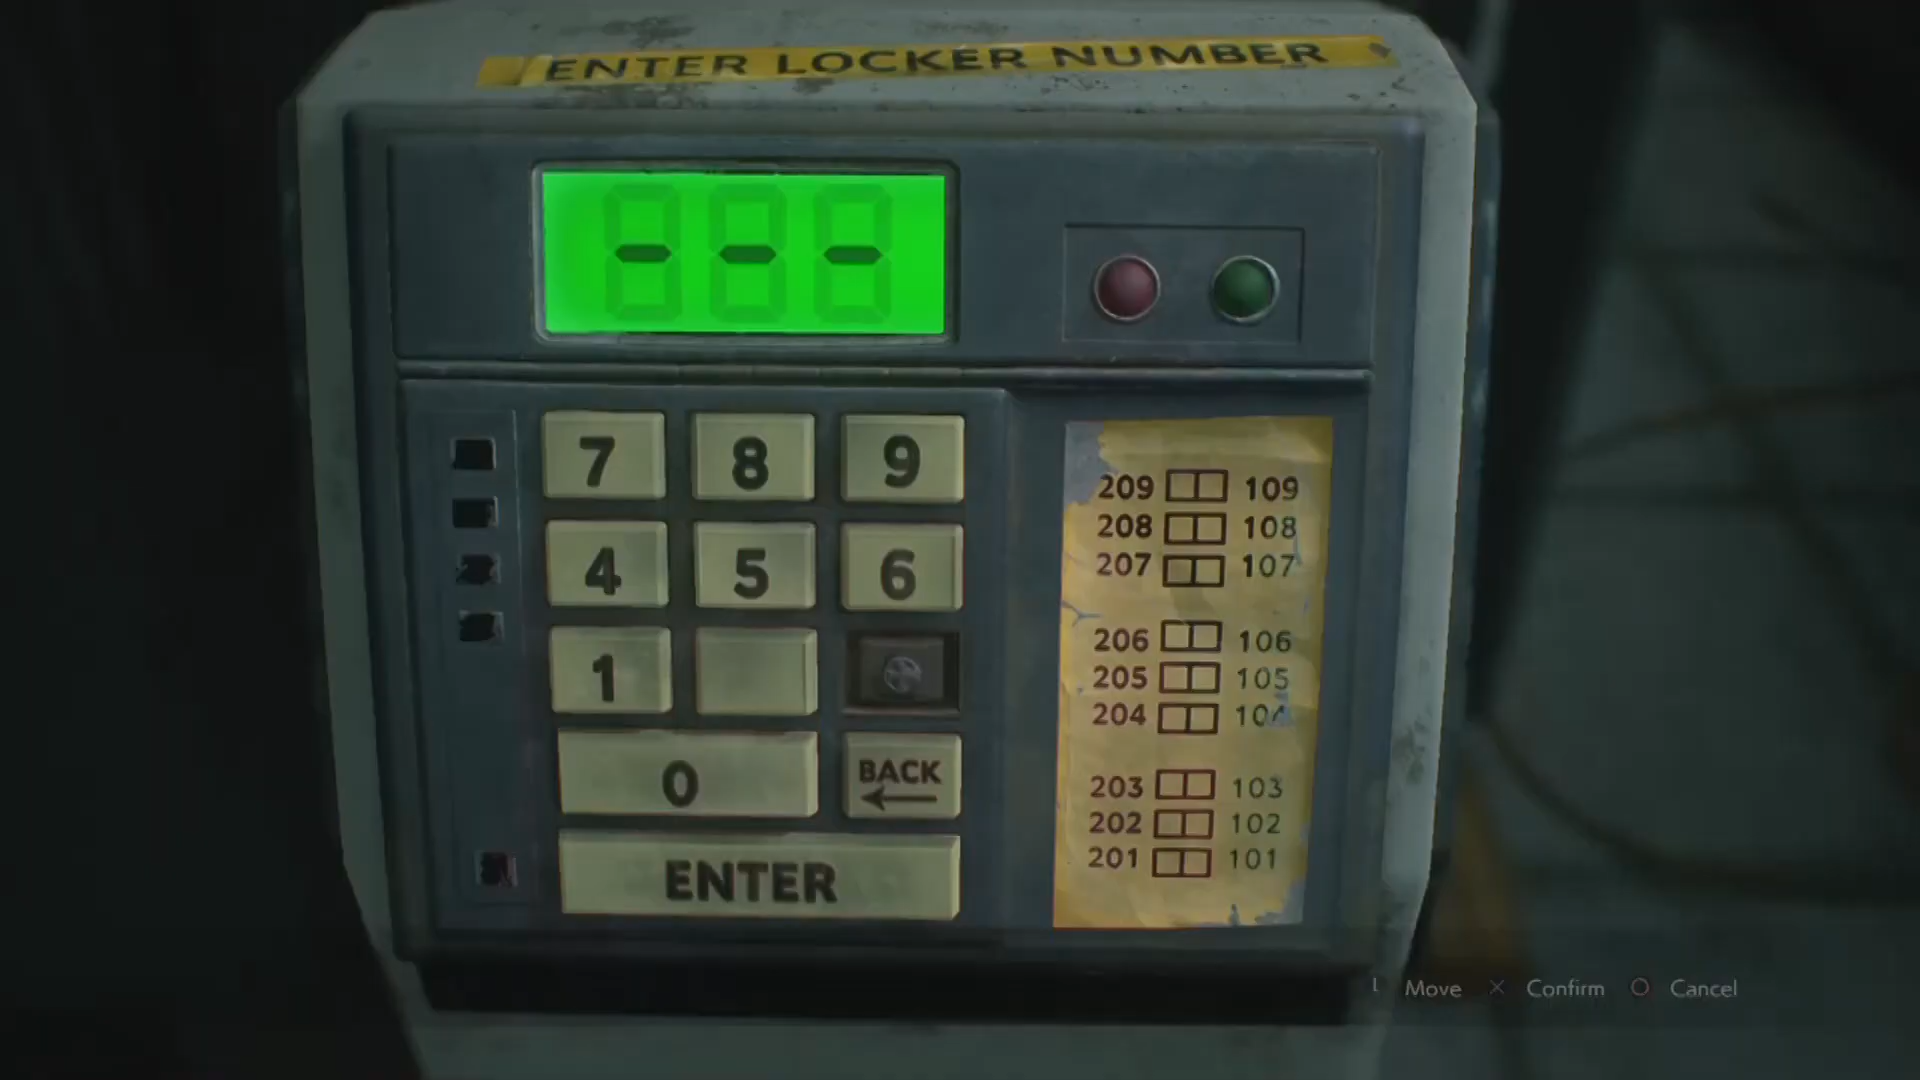 ENTER LOCKER NUMBER
- - -
7 8 9
4 5 6
1
0 BACK
ENTER
209 109
208 108
207 107
206 106
205 105
204 104
203 103
202 102
201 101
L Move X Confirm O Cancel